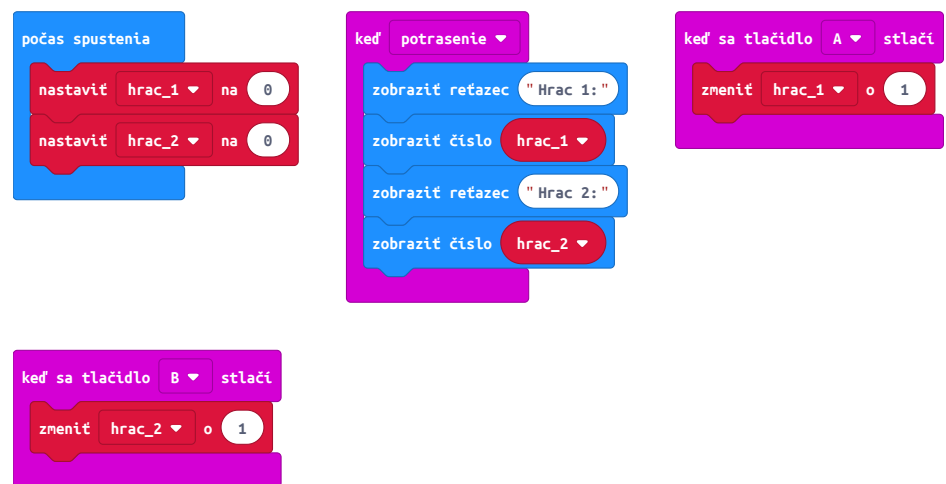 počas spustenia
nastaviť hrac_1 na 0
nastaviť hrac_2 na 0
keď potrasenie
zobraziť reťazec "Hrac 1:"
zobraziť číslo hrac_1
zobraziť reťazec "Hrac 2:"
zobraziť číslo hrac_2
keď sa tlačidlo A stlačí
zmeniť hrac_1 o 1
keď sa tlačidlo B stlačí
zmeniť hrac_2 o 1